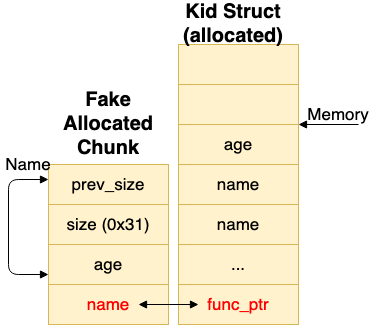 Kid Struct
(allocated)
Fake
Allocated
Chunk
Memory
age
Name
prev_size
name
size (0x31)
name
age
...
name
func_ptr